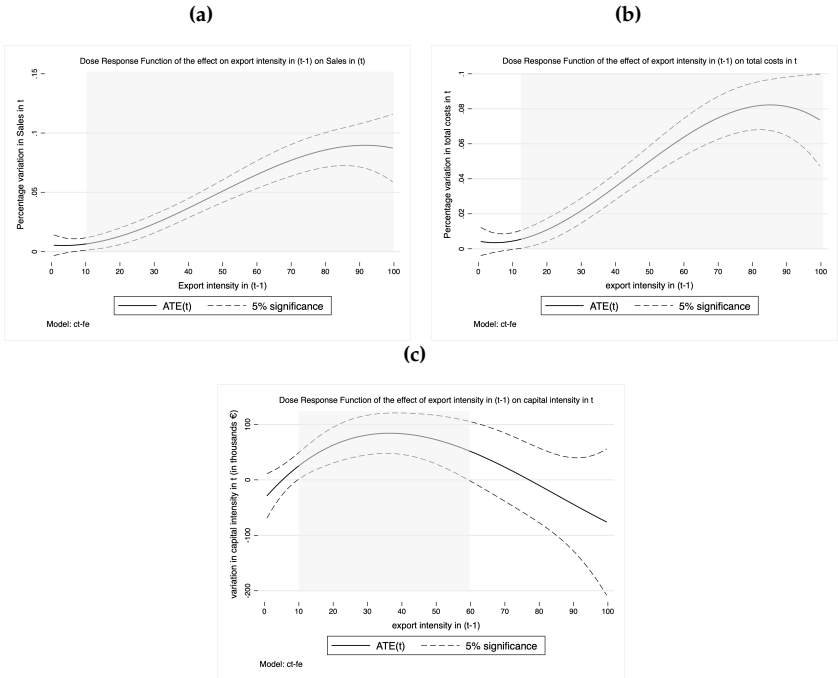 (a)
Dose Response Function of the effect on export intensity in (t-1) on Sales in (t)
Percentage variation in Sales in t
.15
.1
.05
0
0 10 20 30 40 50 60 70 80 90 100
Export intensity in (t-1)
ATE(t) 5% significance
Model: ct-fe
(b)
Dose Response Function of the effect of export intensity in (t-1) on total costs in t
Percentage variation in total costs in t
.1
.08
.06
.04
.02
0
0 10 20 30 40 50 60 70 80 90 100
export intensity in (t-1)
ATE(t) 5% significance
Model: ct-fe
(c)
Dose Response Function of the effect of export intensity in (t-1) on capital intensity in t
variation in capital intensity in t (in thousands €)
100
0
-100
-200
0 10 20 30 40 50 60 70 80 90 100
export intensity in (t-1)
ATE(t) 5% significance
Model: ct-fe